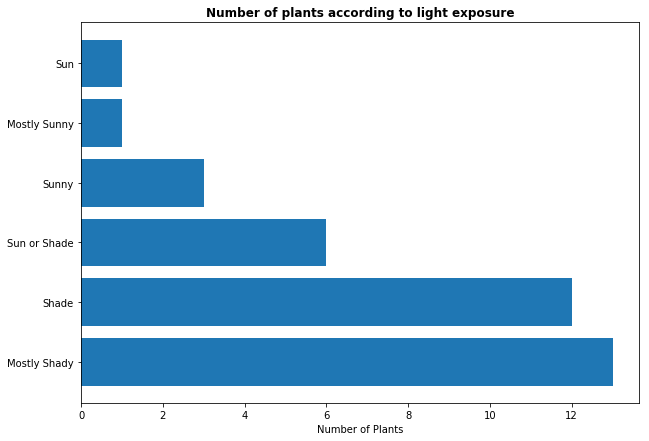 Number of plants according to light exposure
Sun
Mostly Sunny
Sunny
Sun or Shade
Shade
Mostly Shady
0 2 4 6 8 10 12
Number of Plants